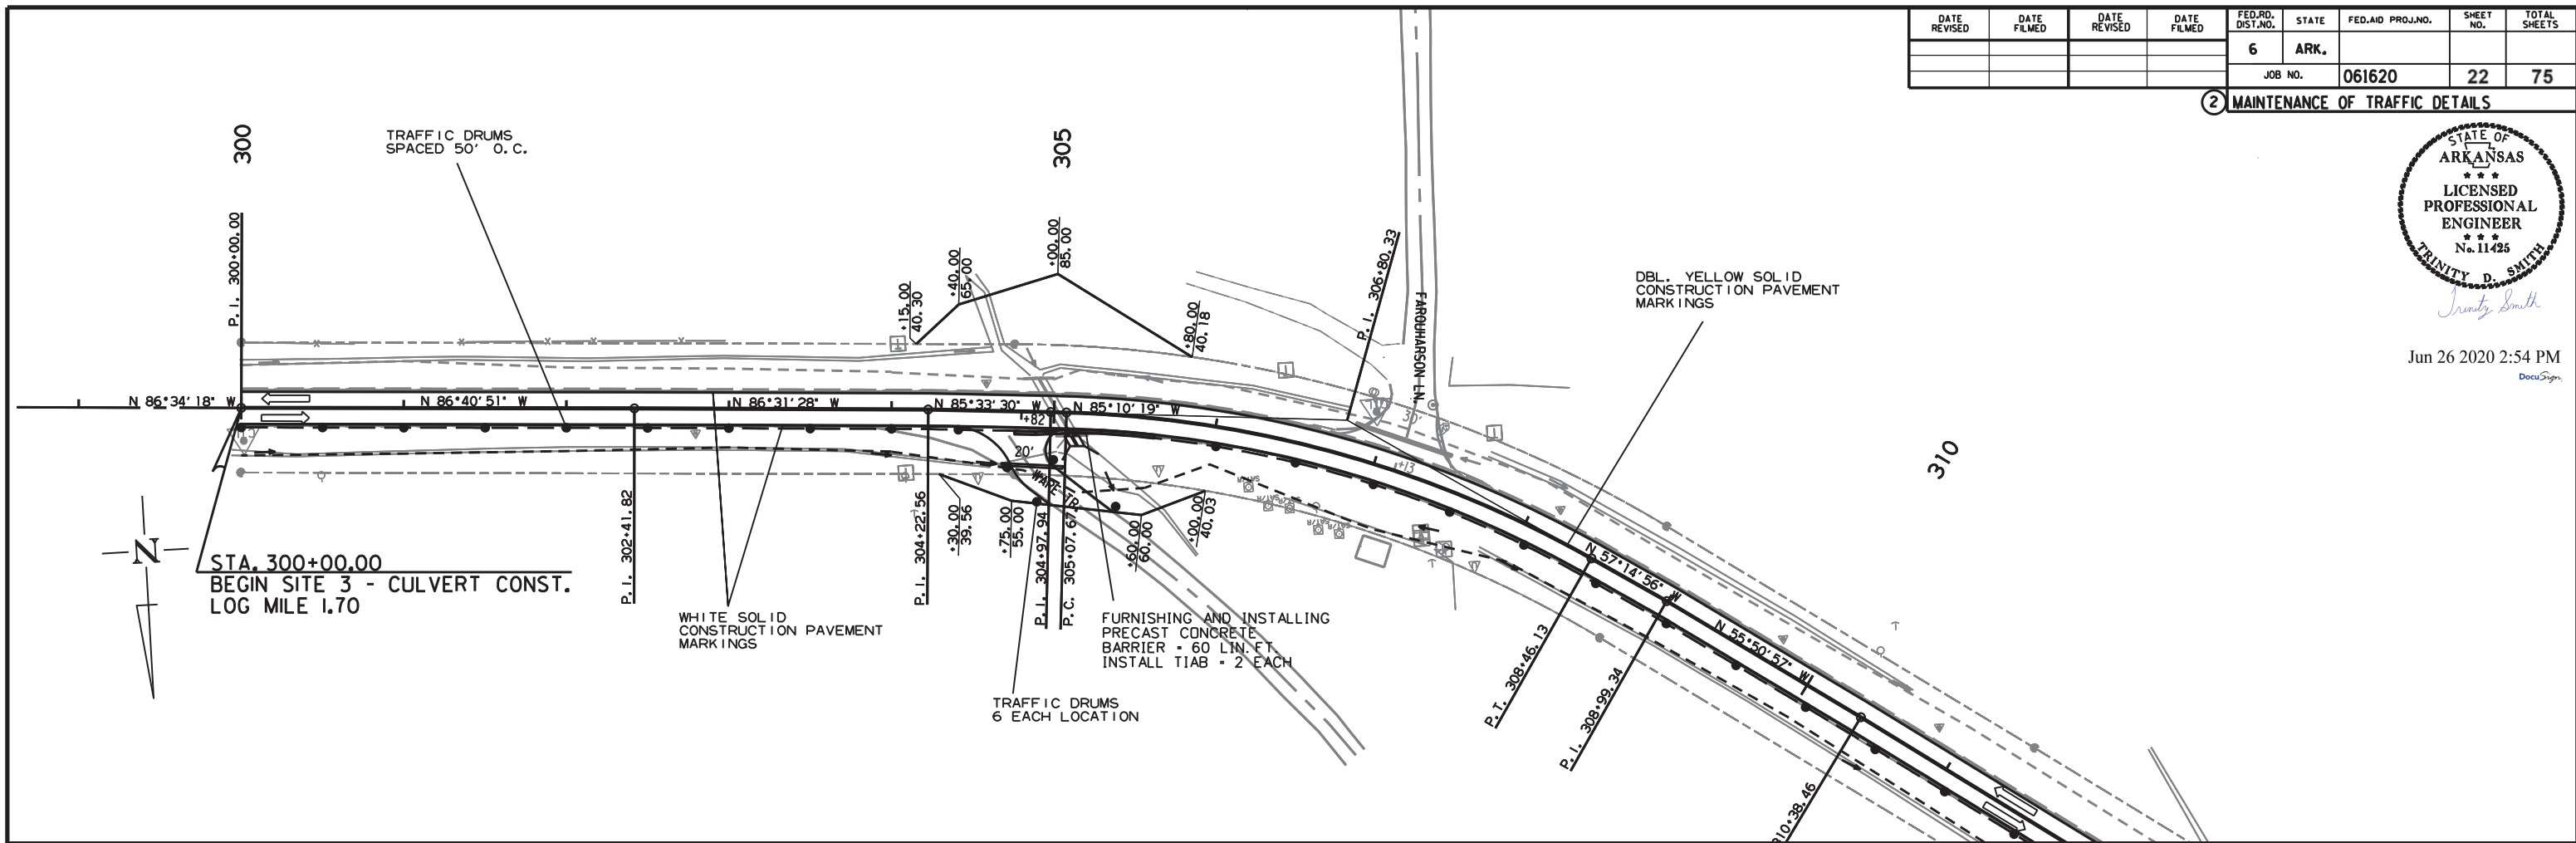 DATE REVISED
DATE FILMED
DATE REVISED
DATE FILMED
FED.RD. DIST.NO.
STATE
FED.AID PROJ.NO.
SHEET NO.
TOTAL SHEETS
6
ARK.
JOB NO.
061620
22
75
2 MAINTENANCE OF TRAFFIC DETAILS
STATE OF
ARKANSAS
* * *
LICENSED
PROFESSIONAL
ENGINEER
* * *
No. 11425
TRINITY D. SMITH
Trinity Smith
Jun 26 2020 2:54 PM
DocuSign
300
305
310
TRAFFIC DRUMS
SPACED 50' O.C.
P.I. 300+00.00
+15.00
40.30
+40.00
65.00
+00.00
85.00
+80.00
40.18
P.I. 306+80.33
FARQUHARSON LN.
DBL. YELLOW SOLID
CONSTRUCTION PAVEMENT
MARKINGS
N 86°34'18" W
N 86°40'51" W
N 86°31'28" W
N 85°33'30" W
N 85°10'19" W
+82
20'
30'
+13
WARE TR.
N
STA. 300+00.00
BEGIN SITE 3 - CULVERT CONST.
LOG MILE 1.70
P.I. 302+41.82
P.I. 304+22.56
+30.00
39.56
+75.00
55.00
P.I. 304+97.94
P.C. 305+07.67
+60.00
60.00
+00.00
40.03
WHITE SOLID
CONSTRUCTION PAVEMENT
MARKINGS
FURNISHING AND INSTALLING
PRECAST CONCRETE
BARRIER = 60 LIN.FT.
INSTALL TIAB = 2 EACH
TRAFFIC DRUMS
6 EACH LOCATION
N 57°14'56" W
N 55°50'57" W
P.T. 308+46.13
P.I. 308+99.34
310+38.46